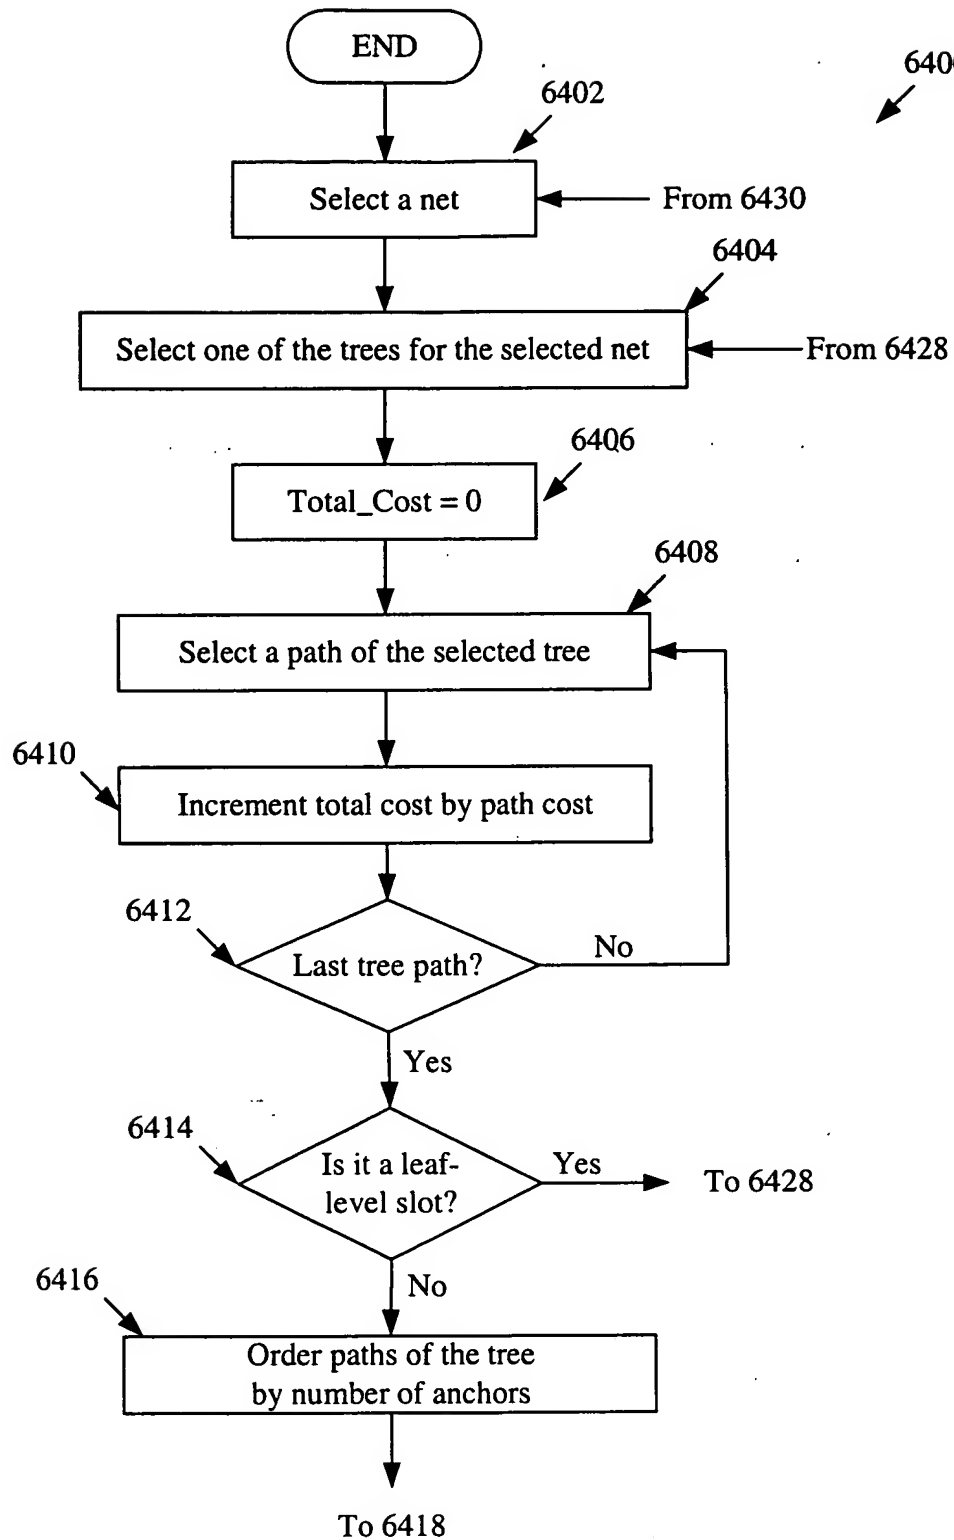 END
640
6402
Select a net
From 6430
6404
Select one of the trees for the selected net
From 6428
6406
Total_Cost = 0
6408
Select a path of the selected tree
6410
Increment total cost by path cost
6412
Last tree path?
No
Yes
6414
Is it a leaf-
level slot?
Yes
To 6428
No
6416
Order paths of the tree
by number of anchors
To 6418